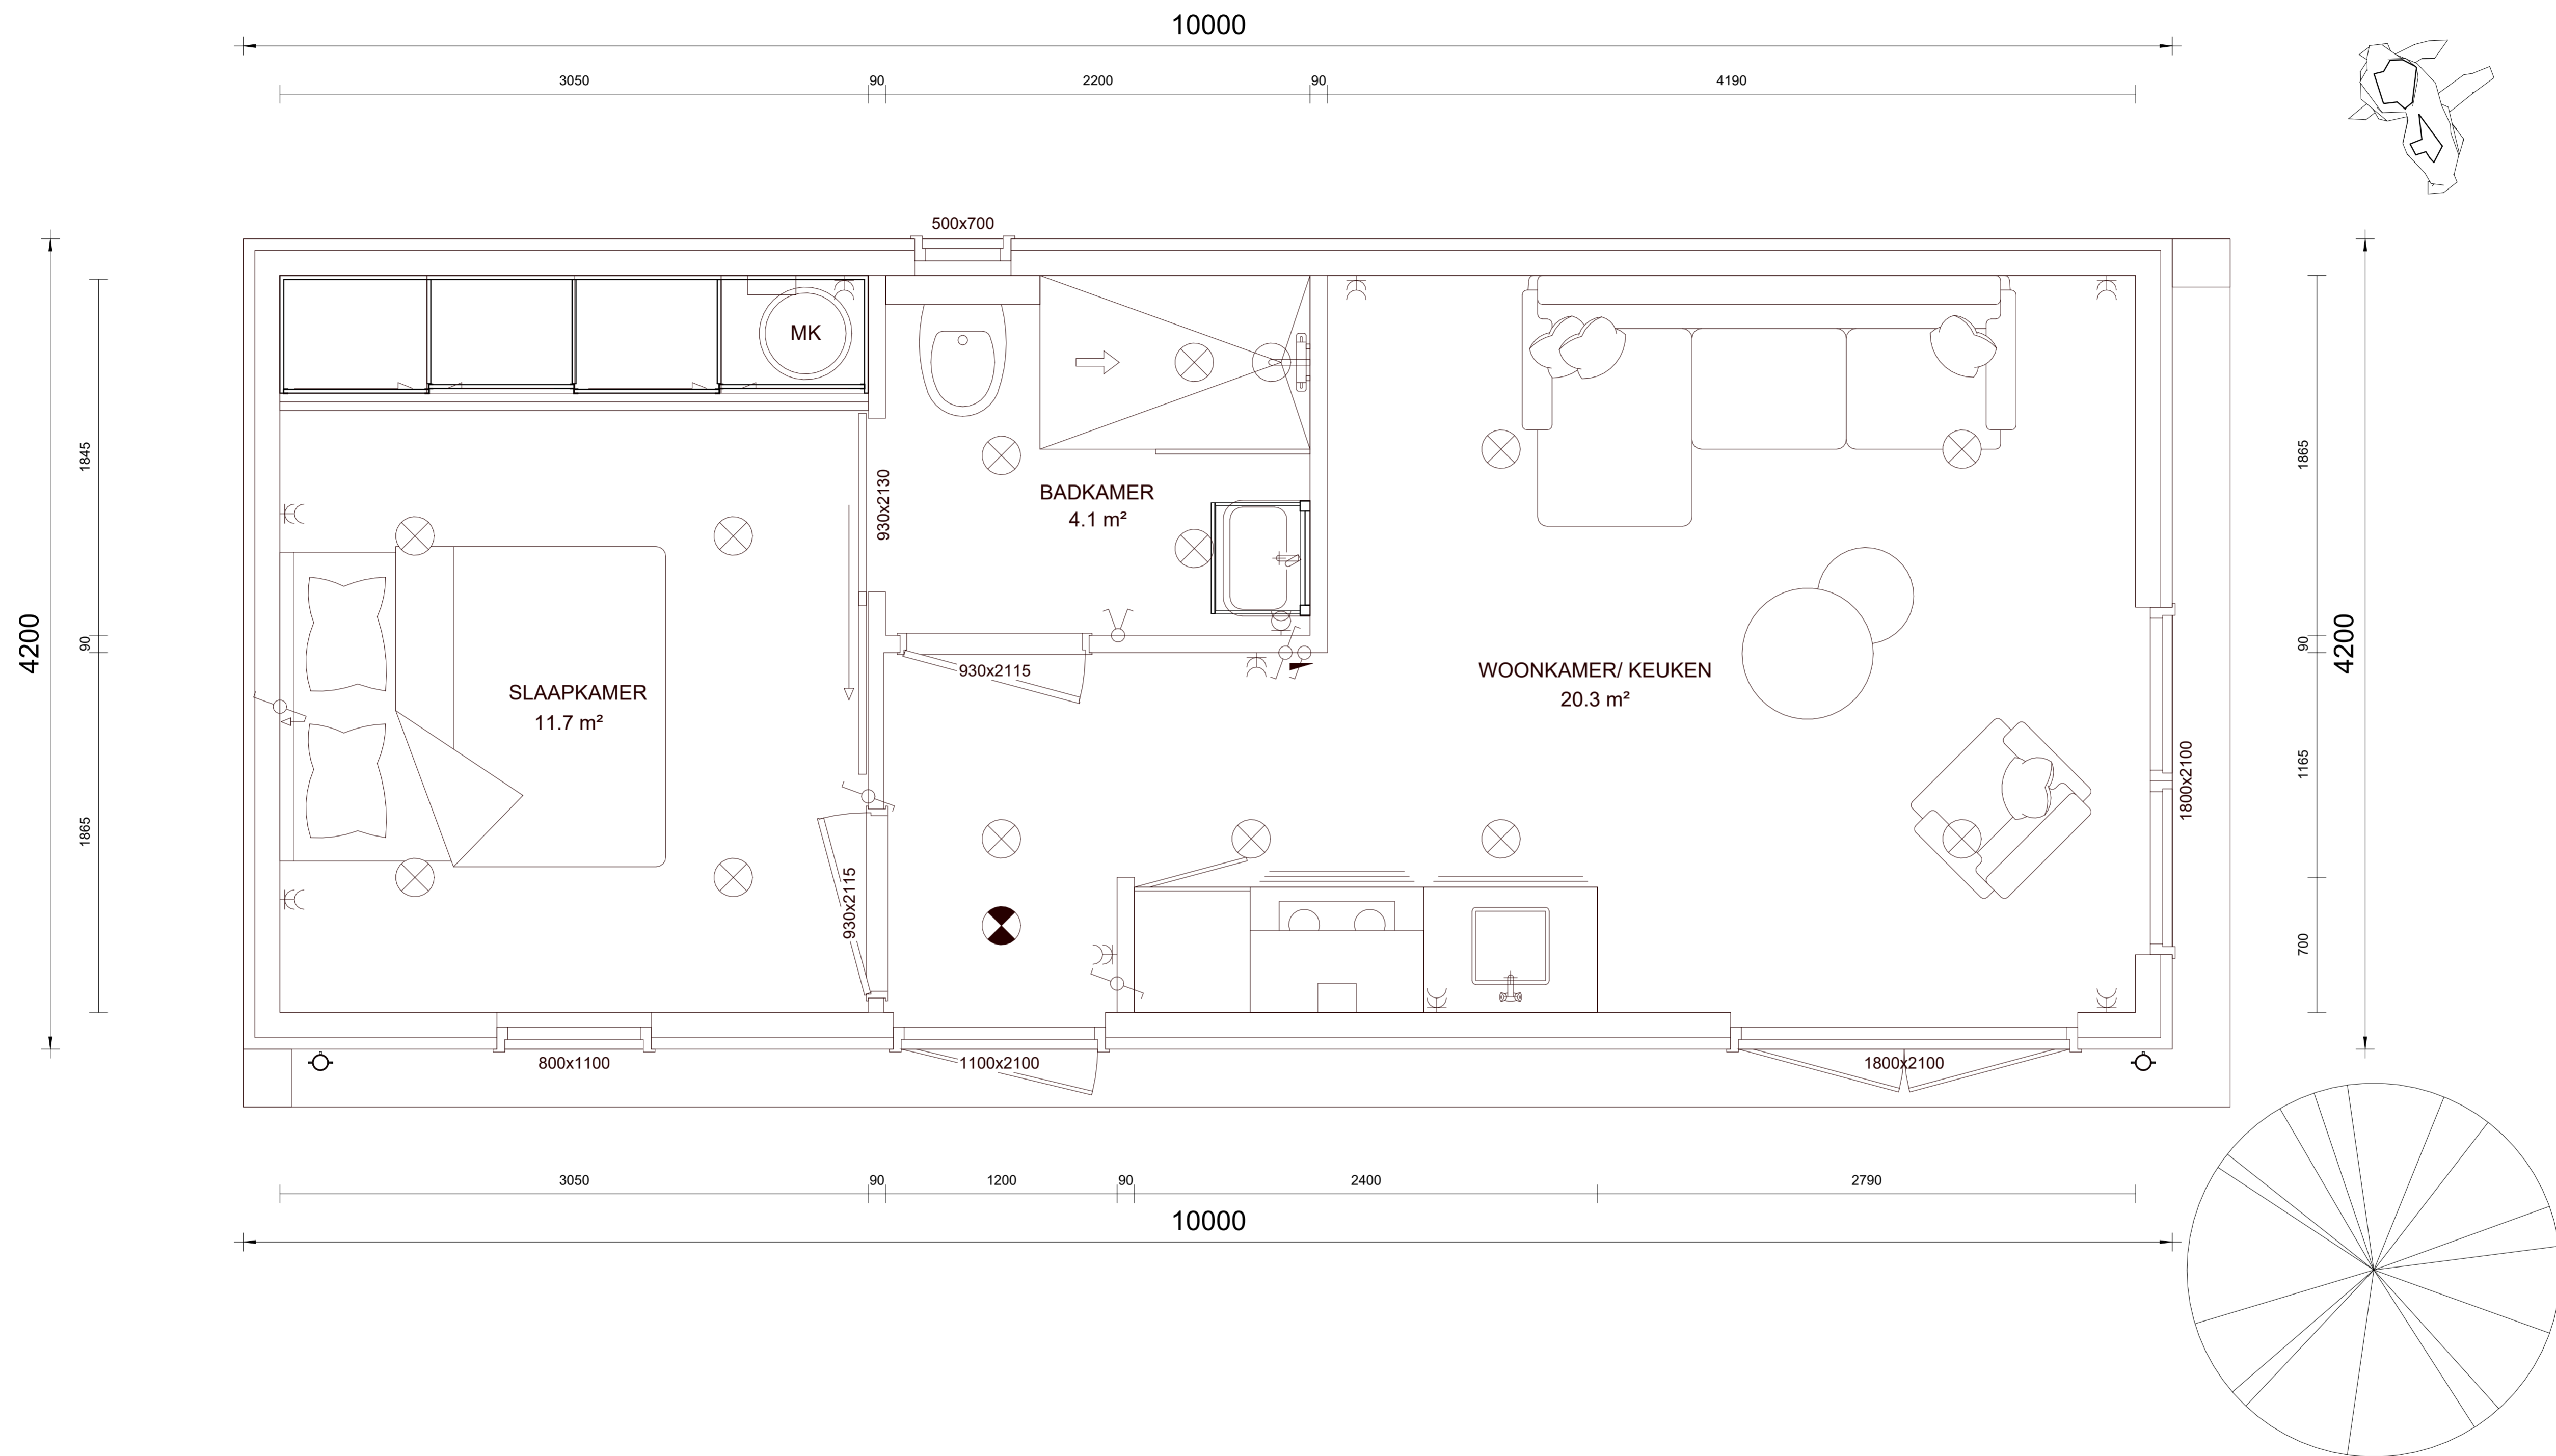 10000
3050 90 2200 90 4190
500x700
MK
1845
930x2130
BADKAMER
4.1 m²
1865
4200
90
930x2115
SLAAPKAMER
11.7 m²
WOONKAMER/ KEUKEN
20.3 m²
90
4200
1865
930x2115
1165
1800x2100
700
800x1100
1100x2100
1800x2100
3050 90 1200 90 2400 2790
10000